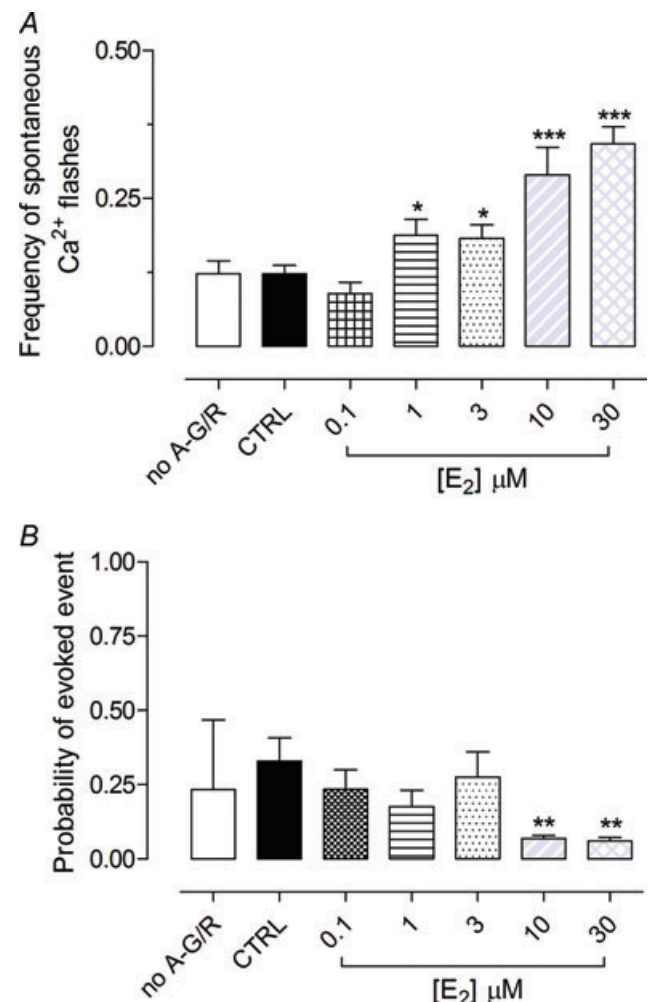 A
Frequency of spontaneous
Ca²⁺ flashes
0.50
0.25
0.00
*
*
***
***
no A-G/R
CTRL
0.1
1
3
10
30
[E₂] μM
B
Probability of evoked event
1.00
0.75
0.50
0.25
0.00
**
**
no A-G/R
CTRL
0.1
1
3
10
30
[E₂] μM